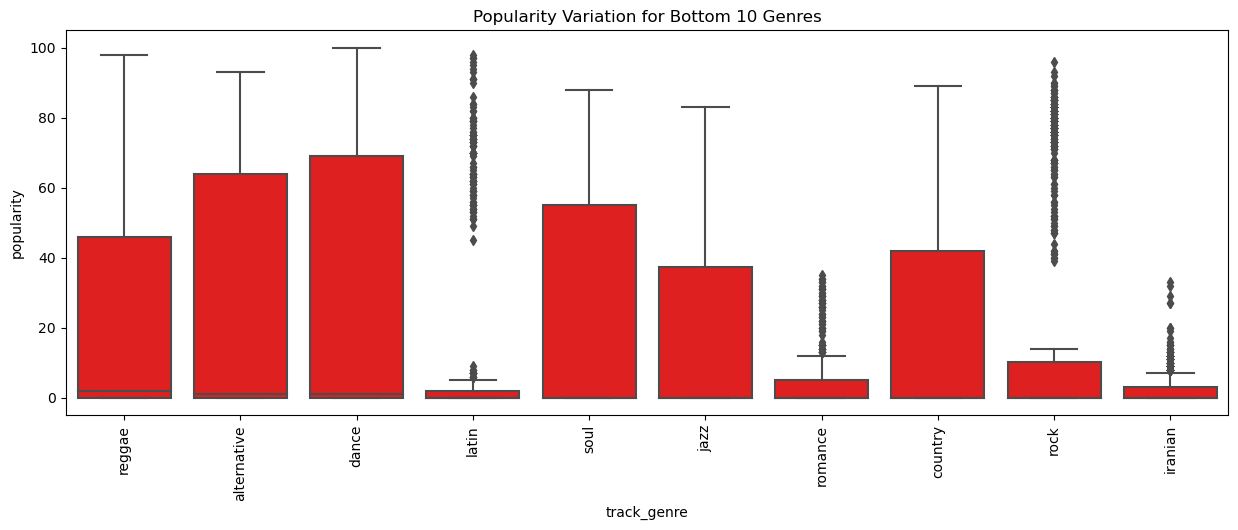 Popularity Variation for Bottom 10 Genres
100
80
60
40
20
0
popularity
reggae
alternative
dance
latin
soul
jazz
romance
country
rock
iranian
track_genre